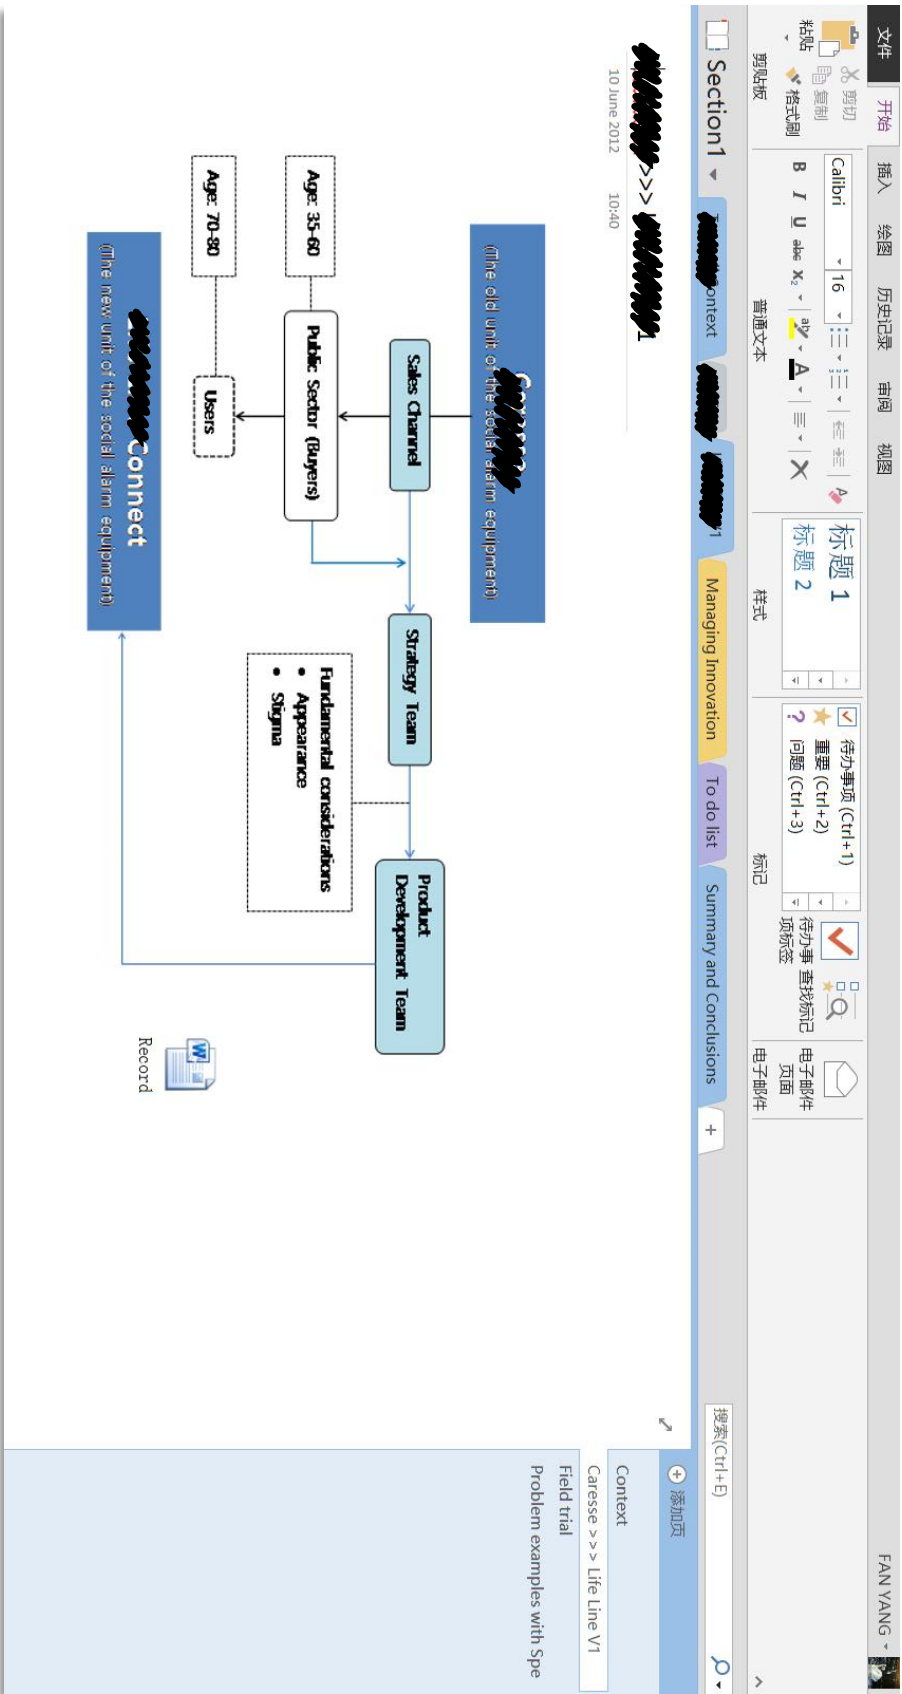 文件 开始 插入 绘图 历史记录 审阅 视图 FAN YANG
粘贴 剪切
复制
格式刷
剪贴板
Calibri 16
B I U abc X₂ ab A
普通文本
标题 1
标题 2
样式
待办事项 (Ctrl+1)
重要 (Ctrl+2)
问题 (Ctrl+3)
标记
待办事项标签
查找标记
电子邮件页面
电子邮件
Section1 ontext 1 Managing Innovation To do list Summary and Conclusions + 搜索(Ctrl+E)
>>> 1
10 June 2012 10:40
(The old unit of the social alarm equipment)
Sales Channel
Strategy Team
Product
Development Team
Age: 35-60
Public Sector (Buyers)
Fundamental considerations
• Appearance
• Stigma
Age: 70-80
Users
Connect
(The new unit of the social alarm equipment)
W
Record
添加页
Context
Caresse >>> Life Line V1
Field trial
Problem examples with Spe